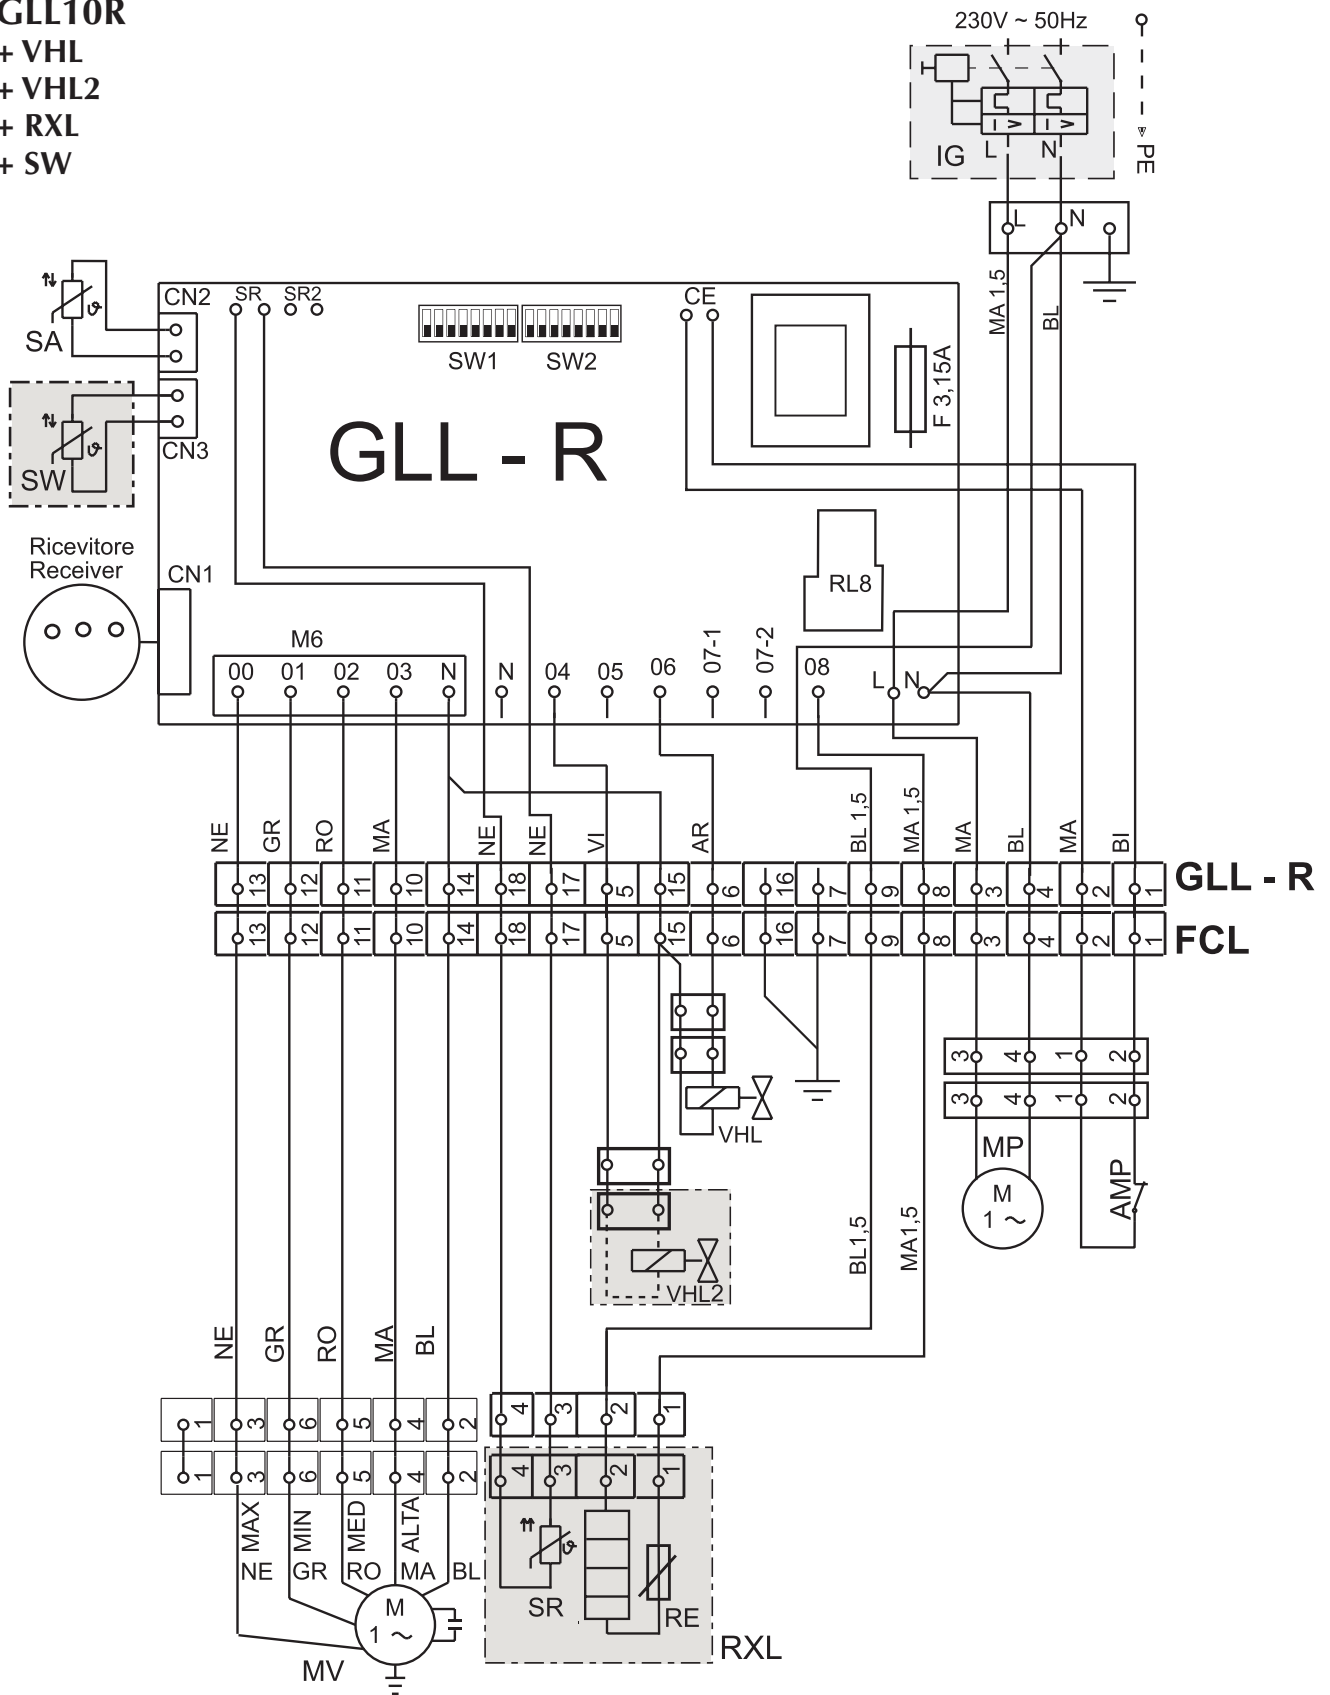 GLL10R
+ VHL
+ VHL2
+ RXL
+ SW
230V ~ 50Hz
IG
L
N
PE
L
N
MA 1,5
BL
CN2
SR
SR2
SA
SW1
SW2
CE
F 3,15A
CN3
SW
GLL - R
Ricevitore
Receiver
CN1
RL8
M6
00
01
02
03
N
N
04
05
06
07-1
07-2
08
L
N
NE
GR
RO
MA
NE
NE
VI
AR
BL 1,5
MA 1,5
MA
BL
MA
BI
13 12 11 10 14 18 17 5 15 6 16 7 9 8 3 4 2 1
GLL - R
13 12 11 10 14 18 17 5 15 6 16 7 9 8 3 4 2 1
FCL
3 4 1 2
3 4 1 2
VHL
MP
M
1 ~
AMP
VHL2
BL1,5
MA1,5
NE
GR
RO
MA
BL
1 3 6 5 4 2
4 3 2 1
1 3 6 5 4 2
4 3 2 1
MAX
MIN
MED
ALTA
NE
GR
RO
MA
BL
M
1 ~
MV
SR
RE
RXL